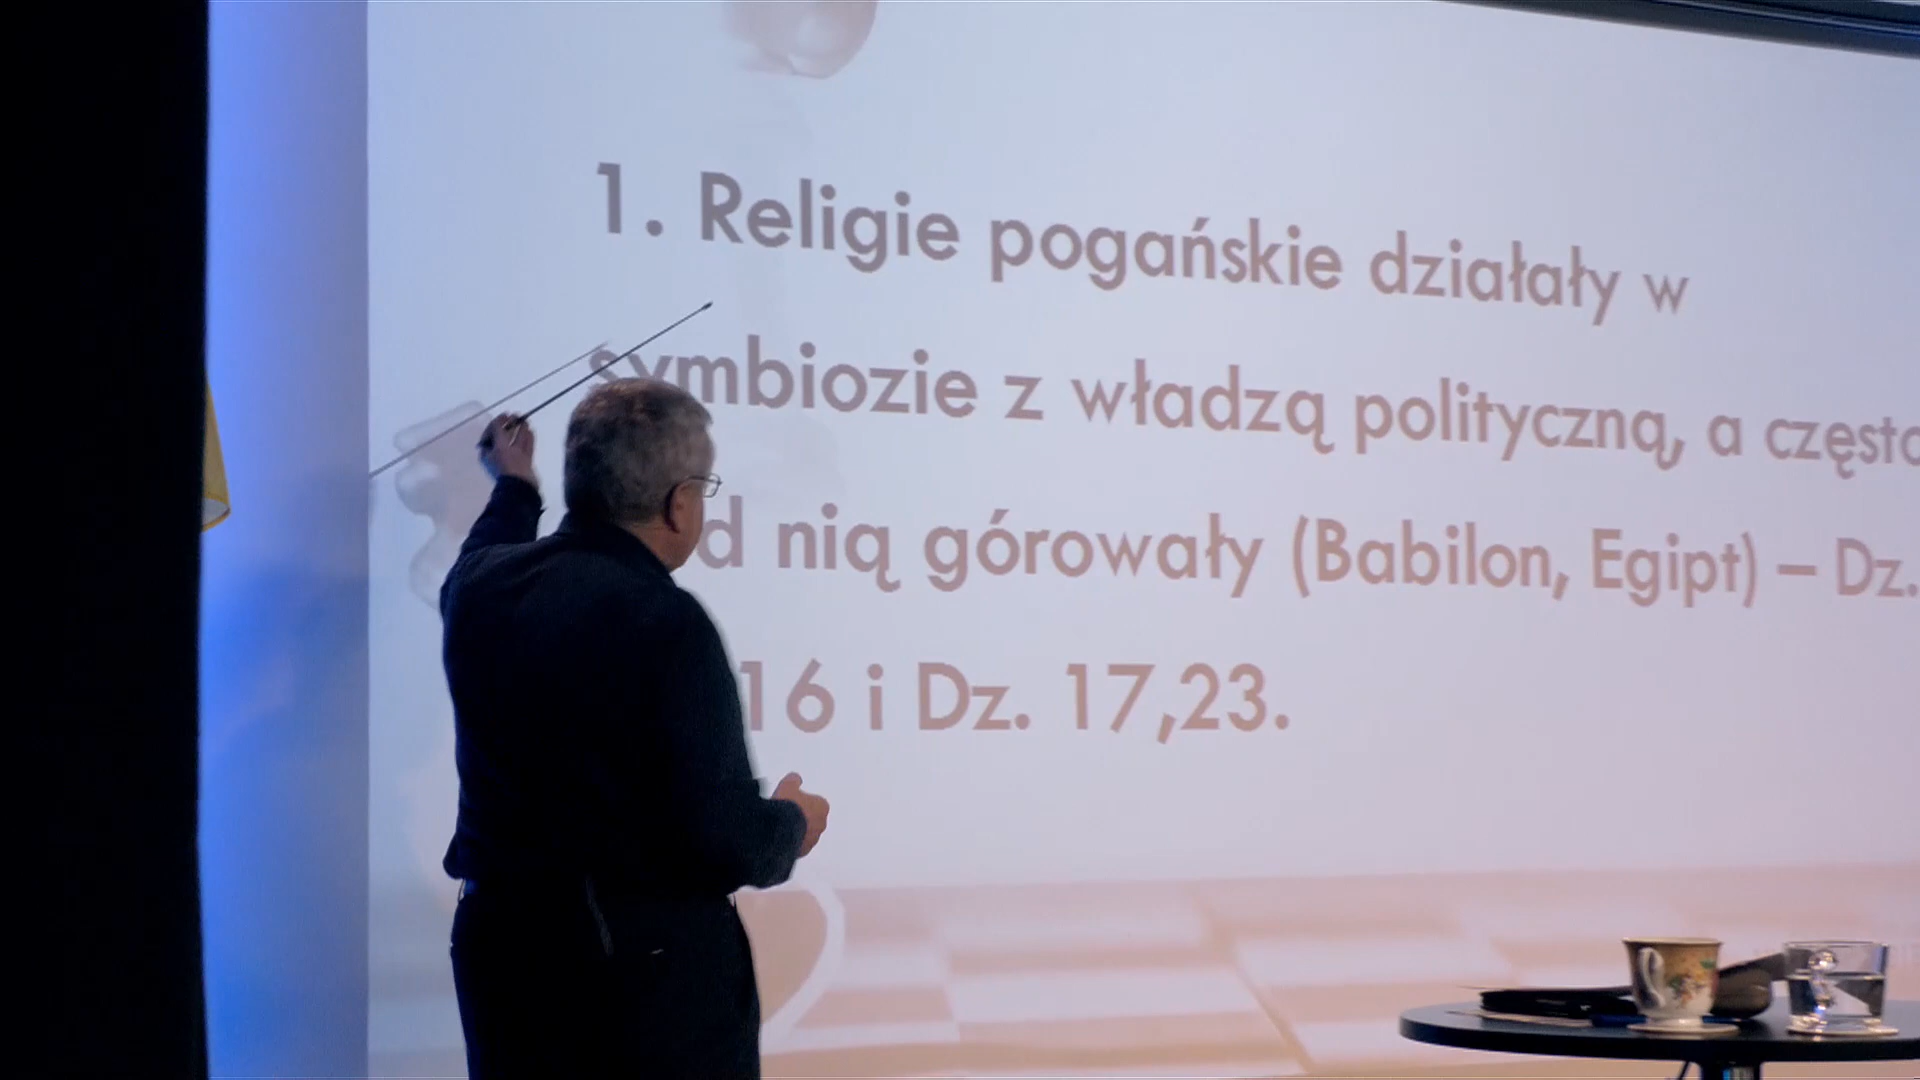 1. Religie pogańskie działały w
symbiozie z władzą polityczną, a często
nią górowały (Babilon, Egipt) – Dz.
16 i Dz. 17,23.